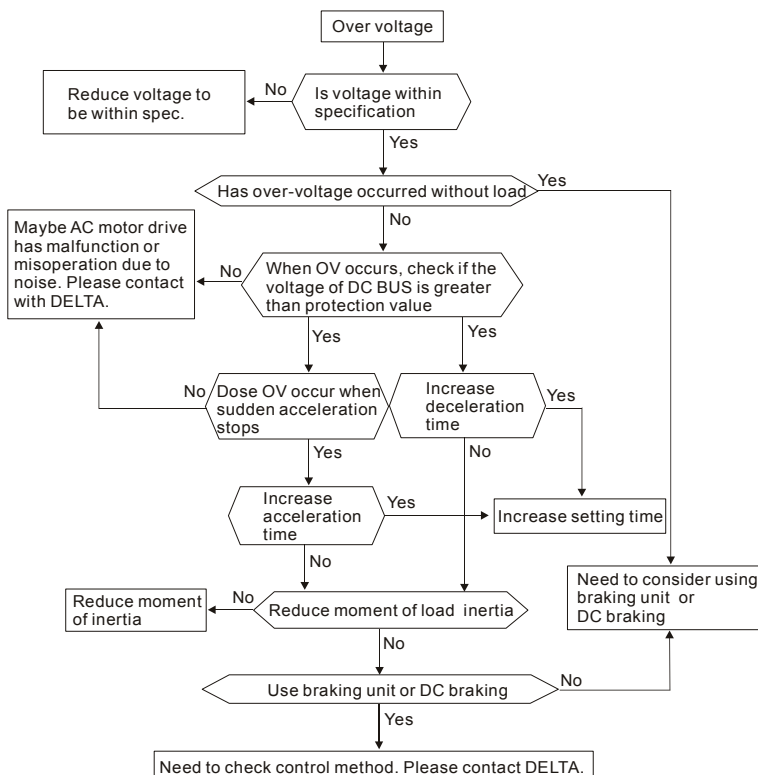 Over voltage
Reduce voltage to
be within spec.
No
Is voltage within
specification
Yes
Has over-voltage occurred without load
Yes
No
Maybe AC motor drive
has malfunction or
misoperation due to
noise. Please contact
with DELTA.
No
When OV occurs, check if the
voltage of DC BUS is greater
than protection value
Yes
Yes
No
Dose OV occur when
sudden acceleration
stops
Increase
deceleration
time
Yes
Yes
No
Increase
acceleration
time
Yes
Increase setting time
No
Reduce moment
of inertia
No
Reduce moment of load inertia
Need to consider using
braking unit or
DC braking
No
Use braking unit or DC braking
No
Yes
Need to check control method. Please contact DELTA.